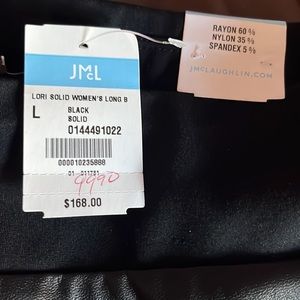 JMcL
LORI SOLID WOMEN'S LONG B
L
BLACK
SOLID
0144491022
000010235888
9990
$168.00
RAYON 60 %
NYLON 35 %
SPANDEX 5 %
JMCLAUGHLIN.COM